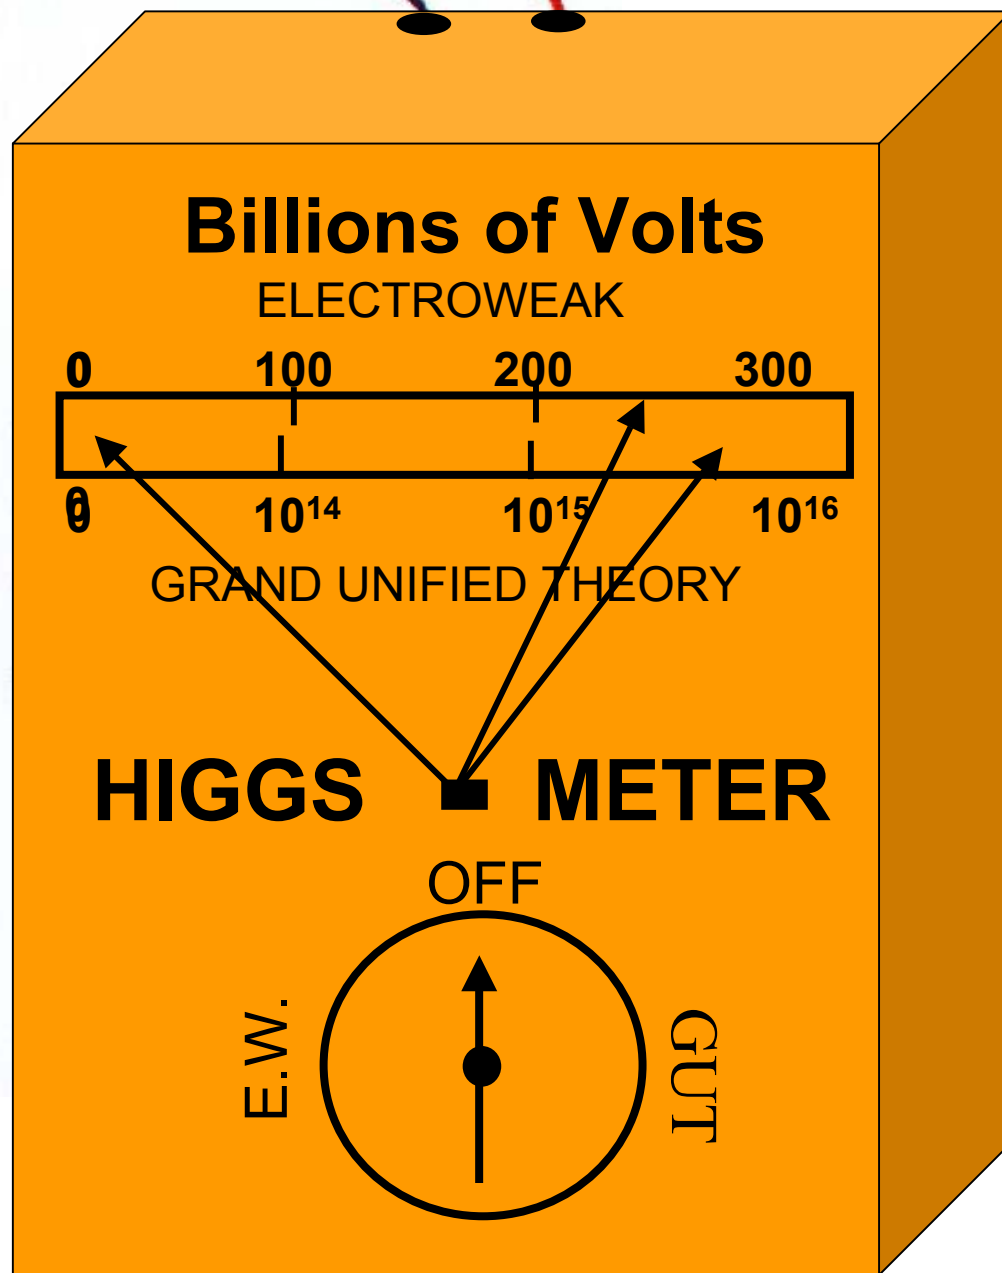 Billions of Volts
ELECTROWEAK
0 100 200 300
0 10¹⁴ 10¹⁵ 10¹⁶
GRAND UNIFIED THEORY
HIGGS METER
OFF
E.W.
GUT